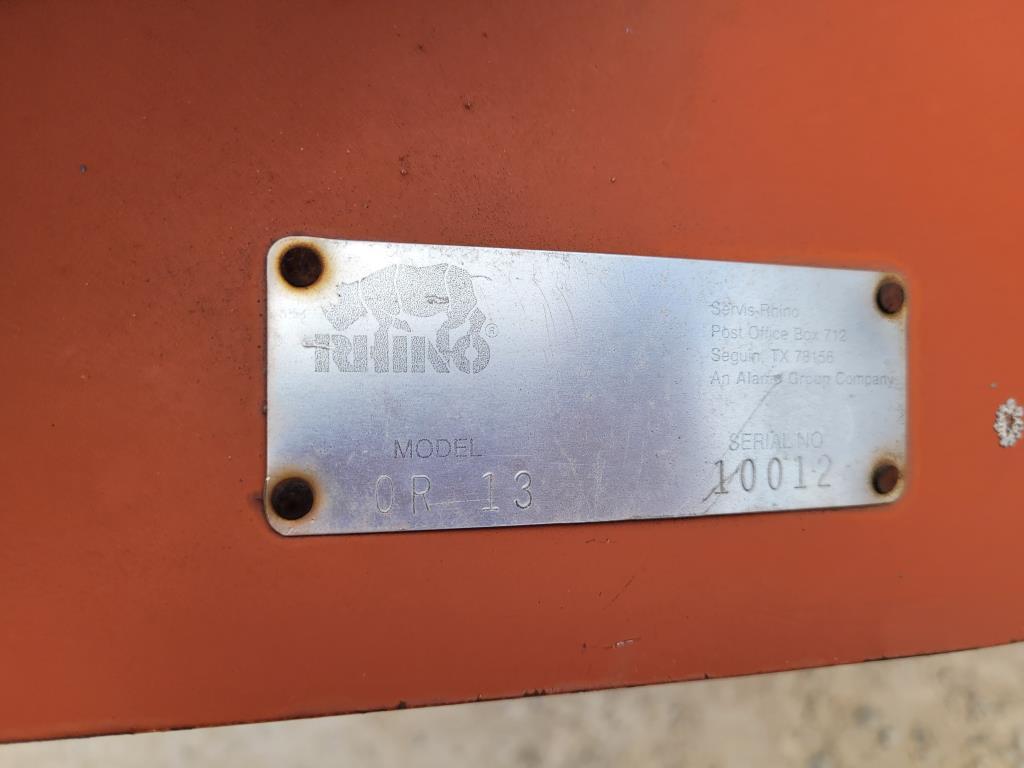 RHINO®
Servis-Rhino
Post Office Box 712
Seguin, TX 78156
An Alamo Group Company
MODEL
OR 13
SERIAL NO
10012